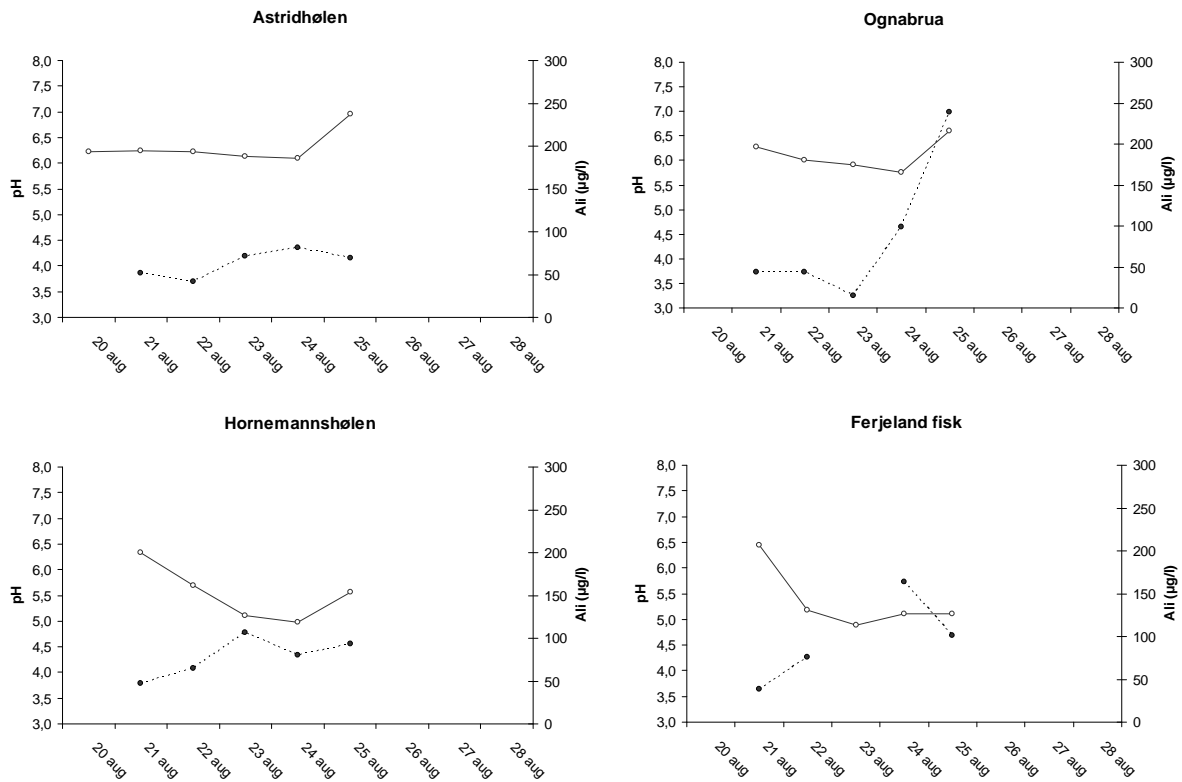 Astridhølen
8,0
7,5
7,0
6,5
6,0
5,5
5,0
4,5
4,0
3,5
3,0
pH
300
250
200
150
100
50
0
Ali (µg/l)
20 aug
21 aug
22 aug
23 aug
24 aug
25 aug
26 aug
27 aug
28 aug
Ognabrua
8,0
7,5
7,0
6,5
6,0
5,5
5,0
4,5
4,0
3,5
3,0
pH
300
250
200
150
100
50
0
Ali (µg/l)
20 aug
21 aug
22 aug
23 aug
24 aug
25 aug
26 aug
27 aug
28 aug
Hornemannshølen
8,0
7,5
7,0
6,5
6,0
5,5
5,0
4,5
4,0
3,5
3,0
pH
300
250
200
150
100
50
0
Ali (µg/l)
20 aug
21 aug
22 aug
23 aug
24 aug
25 aug
26 aug
27 aug
28 aug
Ferjeland fisk
8,0
7,5
7,0
6,5
6,0
5,5
5,0
4,5
4,0
3,5
3,0
pH
300
250
200
150
100
50
0
Ali (µg/l)
20 aug
21 aug
22 aug
23 aug
24 aug
25 aug
26 aug
27 aug
28 aug